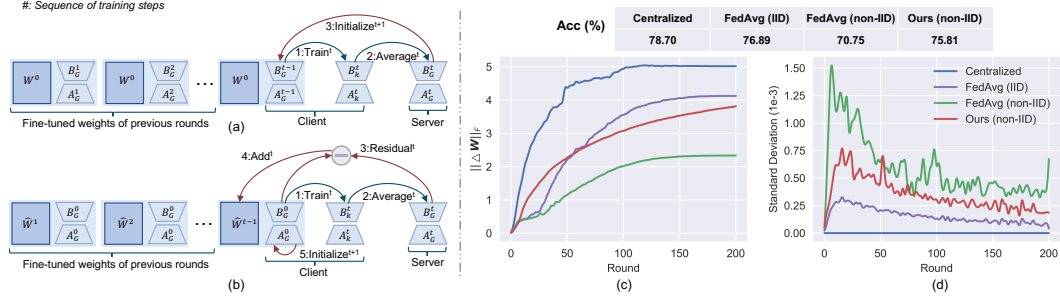 #: Sequence of training steps
3:Initialize^{t+1}
1:Train^t
2:Average^t
W^0
B_G^1
A_G^1
W^0
B_G^2
A_G^2
...
W^0
B_G^{t-1}
A_G^{t-1}
B_k^t
A_k^t
B_G^t
A_G^t
Fine-tuned weights of previous rounds
Client
Server
(a)
4:Add^t
3:Residual^t
1:Train^t
2:Average^t
Ŵ^1
B_G^0
A_G^0
Ŵ^2
B_G^0
A_G^0
...
Ŵ^{t-1}
B_G^0
A_G^0
B_k^t
A_k^t
B_G^t
A_G^t
5:Initialize^{t+1}
Fine-tuned weights of previous rounds
Client
Server
(b)
Acc (%)
Centralized FedAvg (IID) FedAvg (non-IID) Ours (non-IID)
78.70 76.89 70.75 75.81
||△W||_F
5
4
3
2
1
0
0 50 100 150 200
Round
(c)
Standard Deviation (1e-3)
1.50
1.25
1.00
0.75
0.50
0.25
0.00
Centralized
FedAvg (IID)
FedAvg (non-IID)
Ours (non-IID)
0 50 100 150 200
Round
(d)